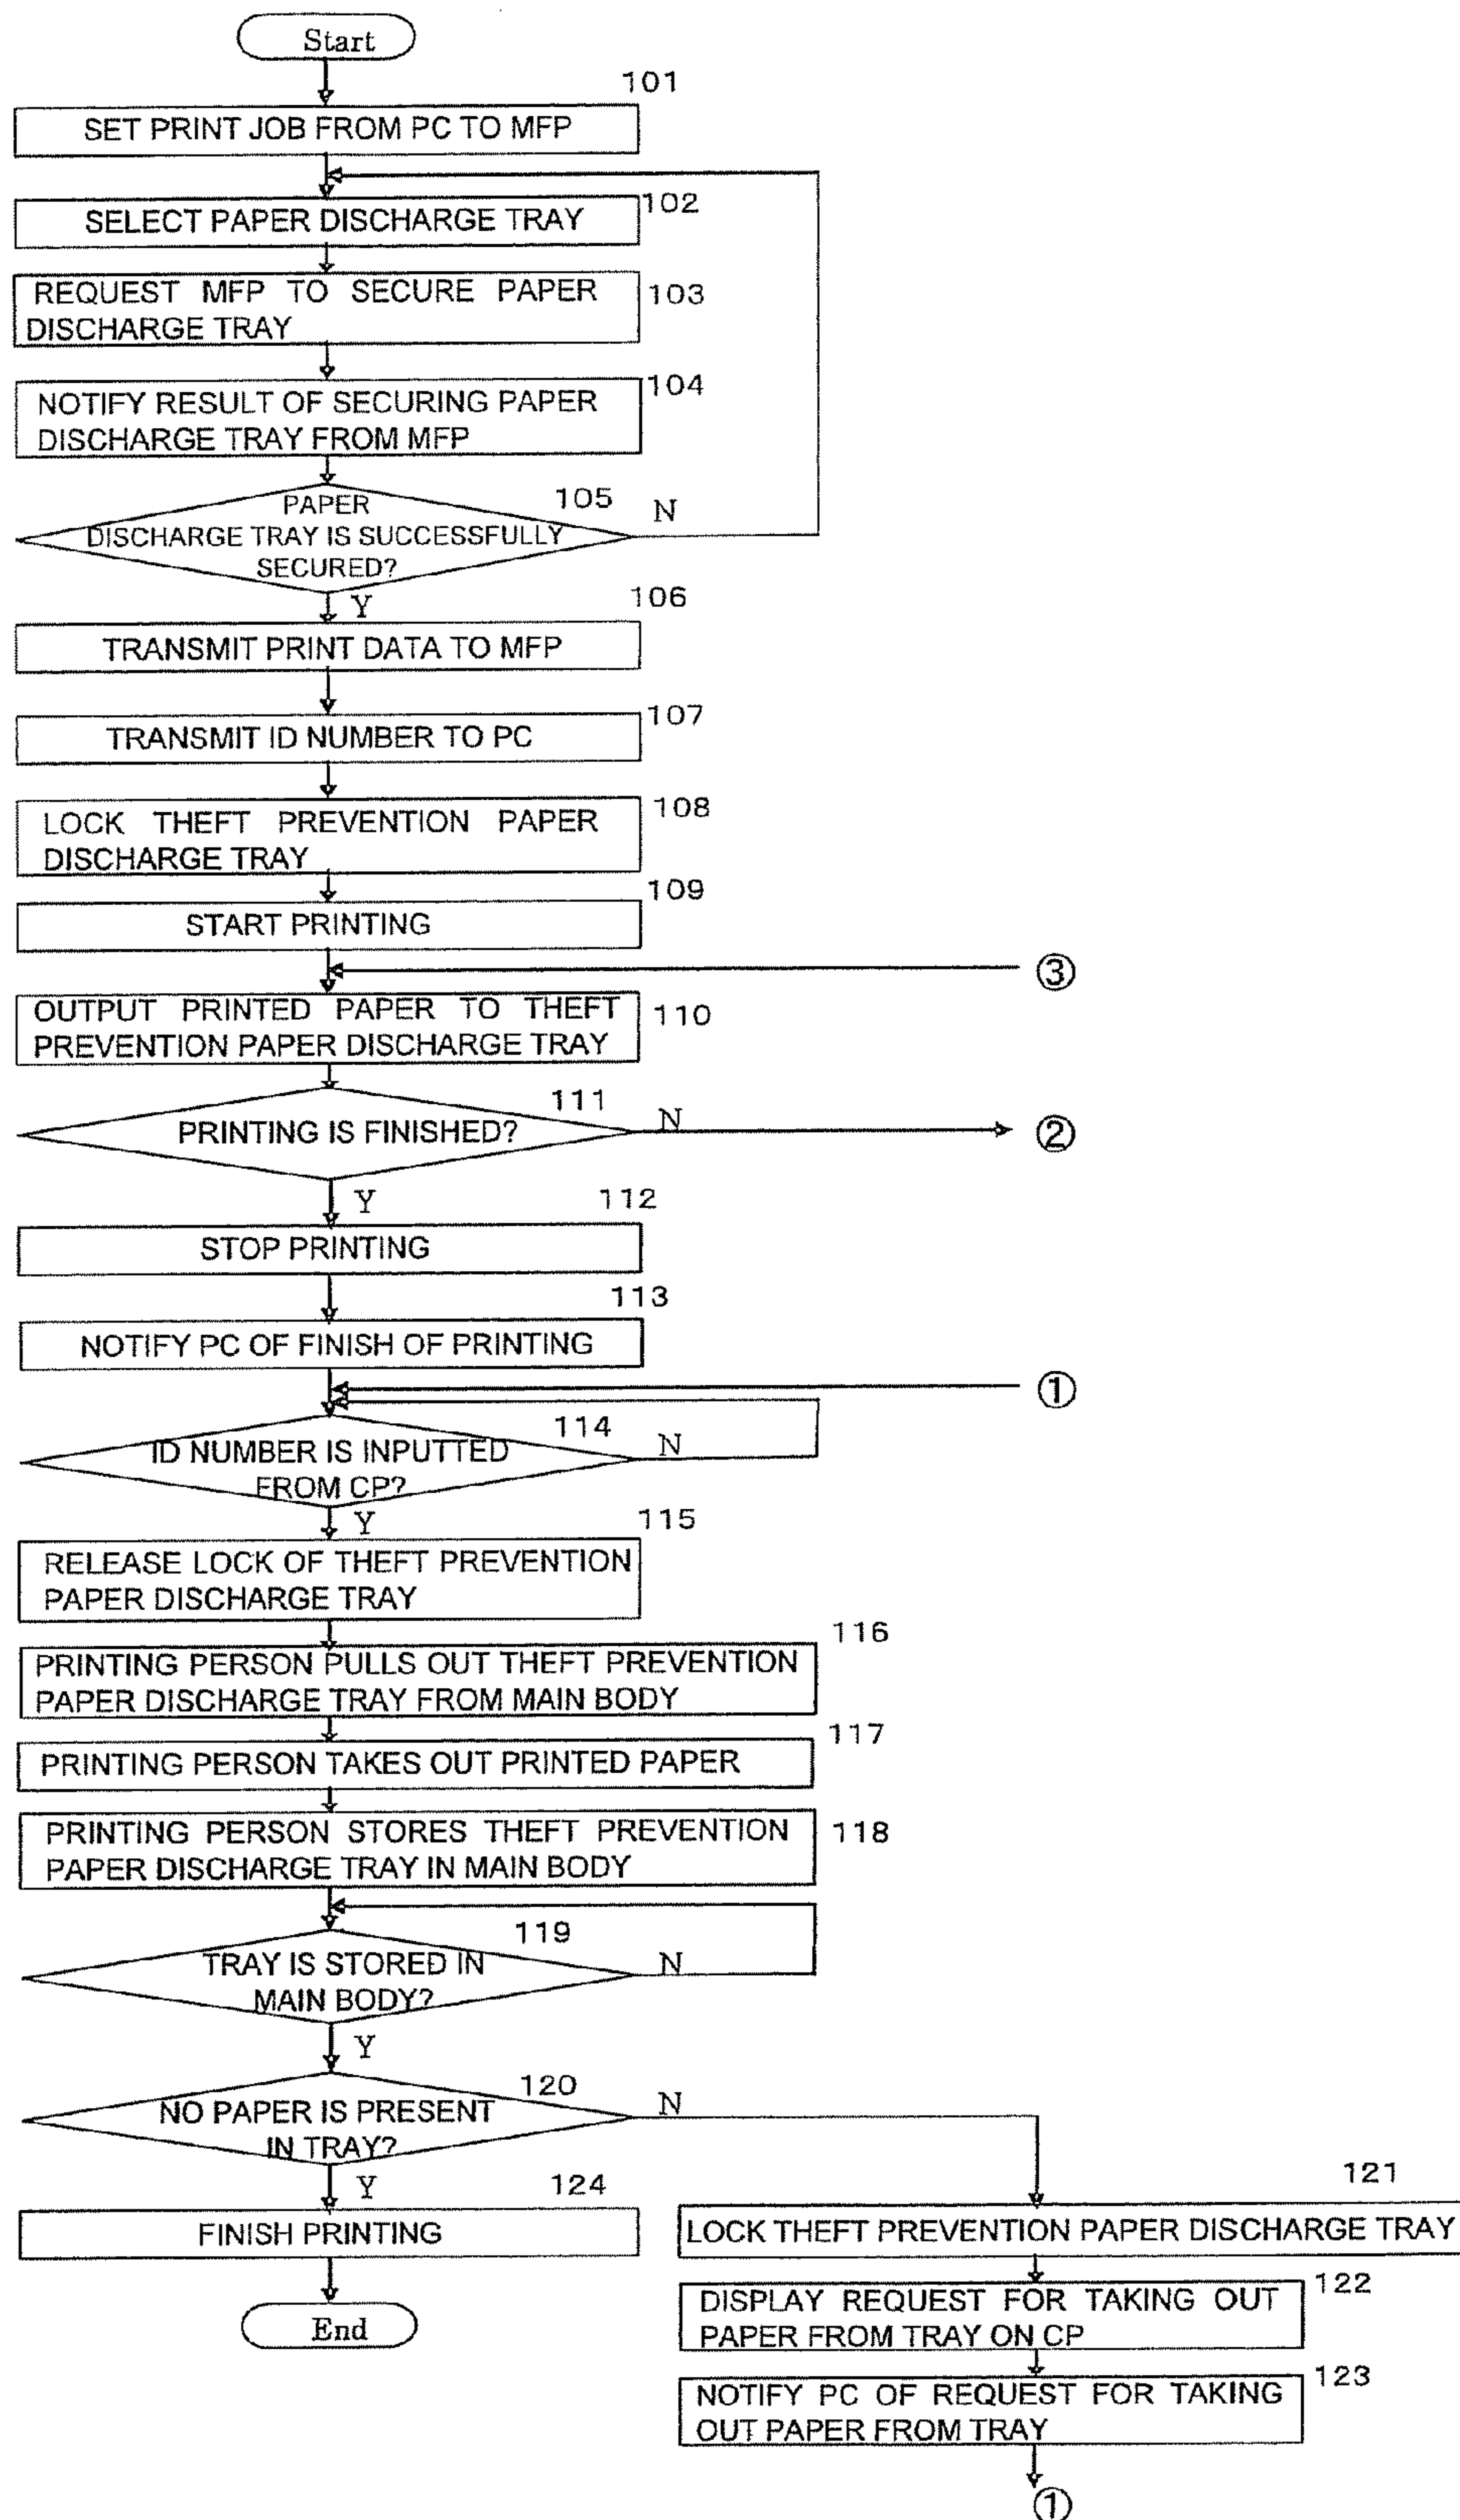 Start
101
SET PRINT JOB FROM PC TO MFP
102
SELECT PAPER DISCHARGE TRAY
103
REQUEST MFP TO SECURE PAPER
DISCHARGE TRAY
104
NOTIFY RESULT OF SECURING PAPER
DISCHARGE TRAY FROM MFP
105
PAPER
DISCHARGE TRAY IS SUCCESSFULLY
SECURED?
N
Y
106
TRANSMIT PRINT DATA TO MFP
107
TRANSMIT ID NUMBER TO PC
108
LOCK THEFT PREVENTION PAPER
DISCHARGE TRAY
109
START PRINTING
③
110
OUTPUT PRINTED PAPER TO THEFT
PREVENTION PAPER DISCHARGE TRAY
111
PRINTING IS FINISHED?
N
②
Y
112
STOP PRINTING
113
NOTIFY PC OF FINISH OF PRINTING
①
114
ID NUMBER IS INPUTTED
FROM CP?
N
Y
115
RELEASE LOCK OF THEFT PREVENTION
PAPER DISCHARGE TRAY
116
PRINTING PERSON PULLS OUT THEFT PREVENTION
PAPER DISCHARGE TRAY FROM MAIN BODY
117
PRINTING PERSON TAKES OUT PRINTED PAPER
118
PRINTING PERSON STORES THEFT PREVENTION
PAPER DISCHARGE TRAY IN MAIN BODY
119
TRAY IS STORED IN
MAIN BODY?
N
Y
120
NO PAPER IS PRESENT
IN TRAY?
N
Y
124
FINISH PRINTING
End
121
LOCK THEFT PREVENTION PAPER DISCHARGE TRAY
122
DISPLAY REQUEST FOR TAKING OUT
PAPER FROM TRAY ON CP
123
NOTIFY PC OF REQUEST FOR TAKING
OUT PAPER FROM TRAY
①